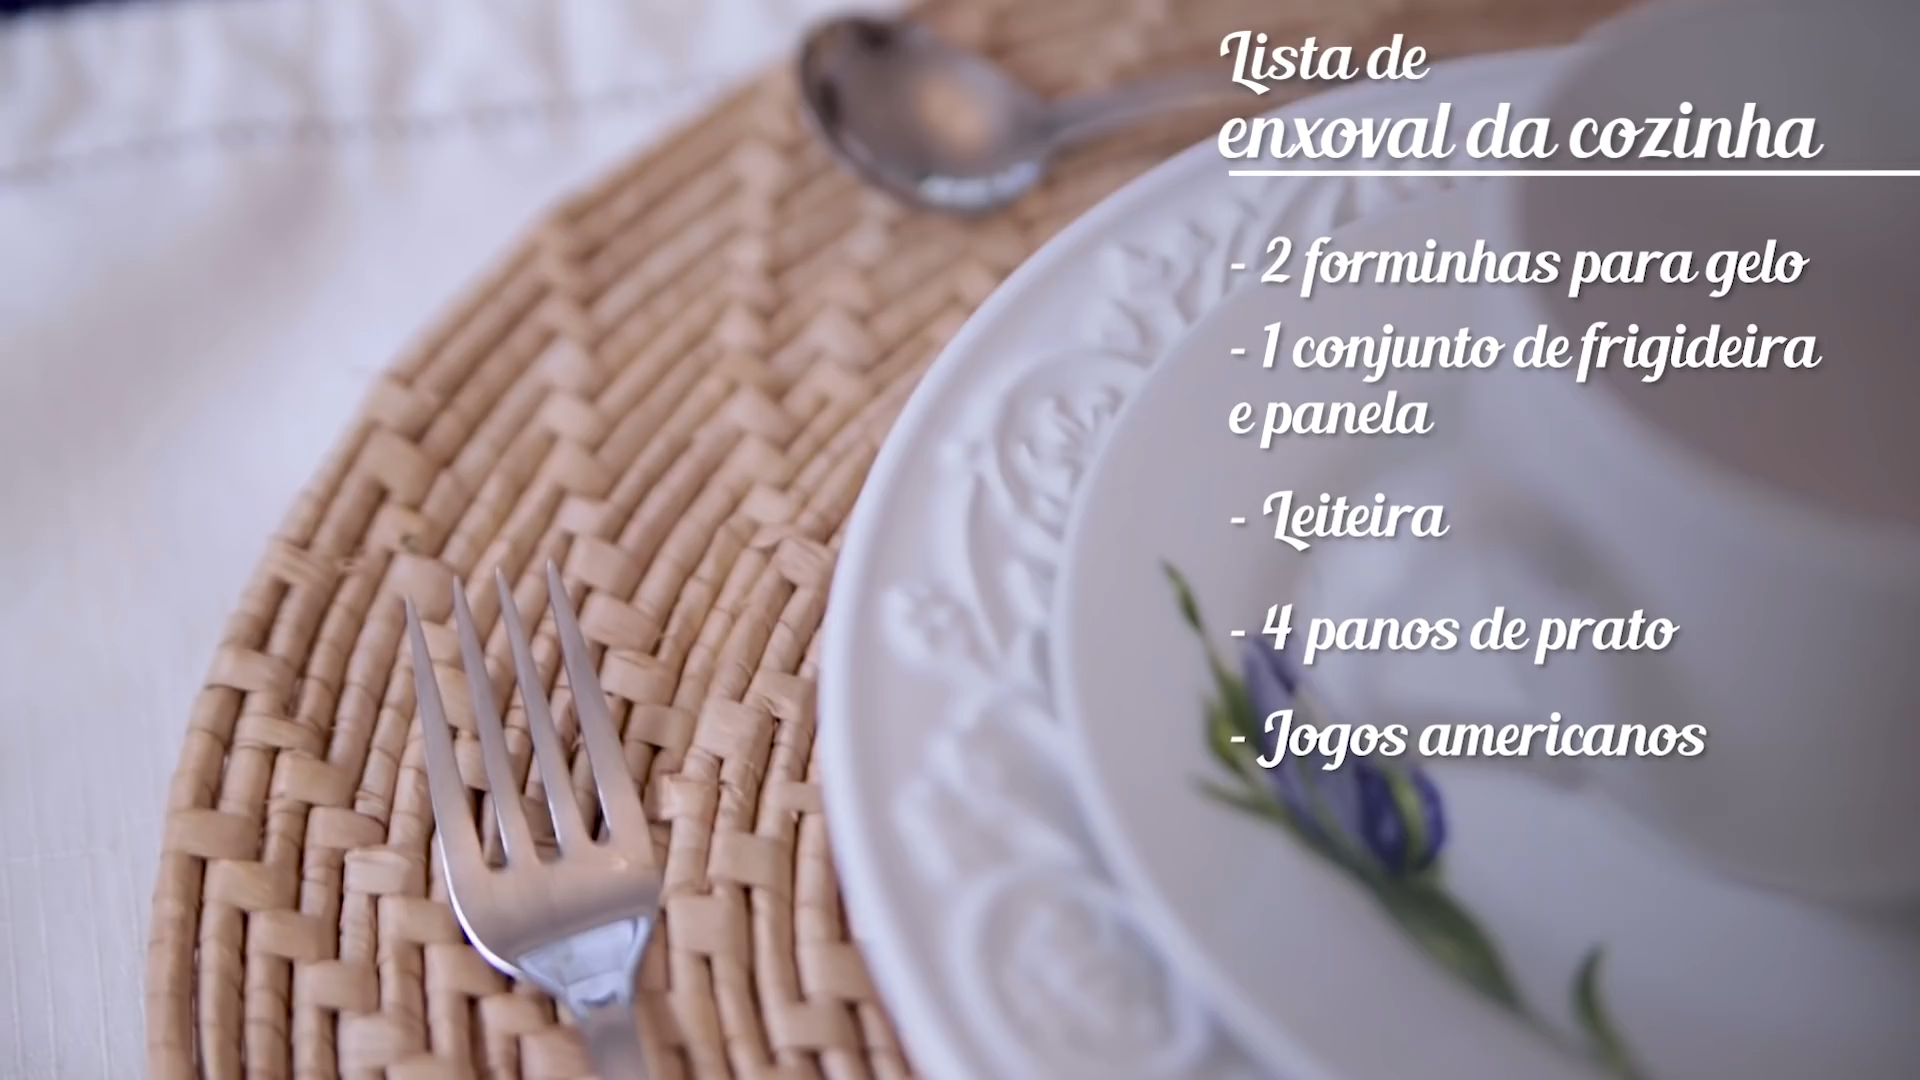 Lista de
enxoval da cozinha
- 2 forminhas para gelo
- 1 conjunto de frigideira
e panela
- Leiteira
- 4 panos de prato
- Jogos americanos